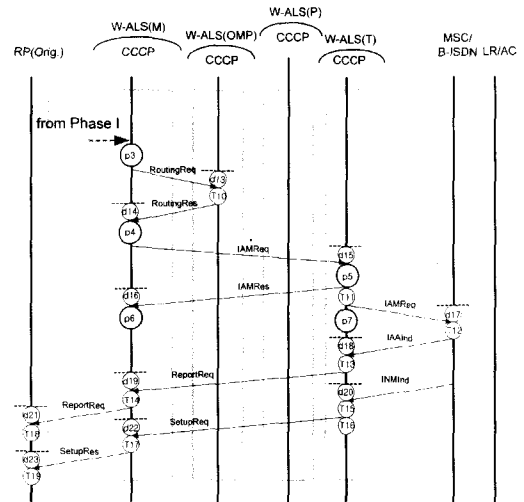 W-ALS(P)
W-ALS(M)
W-ALS(OMP)
CCCP
W-ALS(T)
MSC/
RP(Orig.)
CCCP
CCCP
CCCP
B-ISDN
LR/AC
from Phase I
p3
RoutingReq
d13
T10
RoutingRes
d14
p4
IAMReq
d15
p5
IAMRes
d16
T11
IAMReq
p6
p7
d17
T12
IAAInd
d18
T13
ReportReq
d19
INMInd
d20
T14
ReportReq
d21
T15
SetupReq
T18
d22
T16
T17
SetupRes
d23
T19